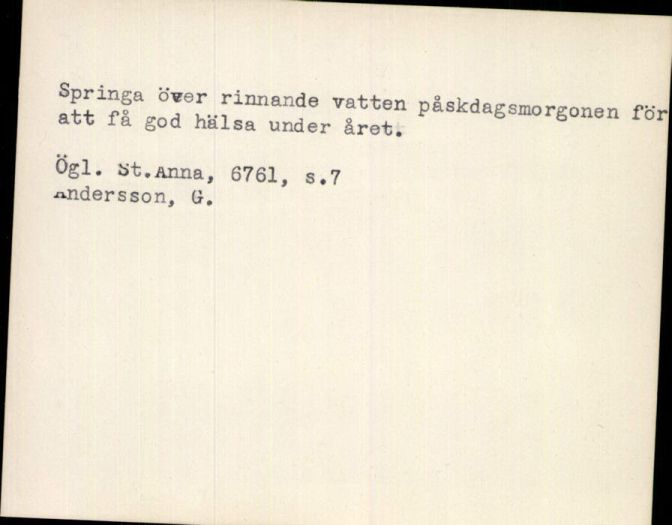 Springa över rinnande vatten påskdagsmorgonen för
att få god hälsa under året.
Ögl. St.Anna, 6761, s.7
Andersson, G.